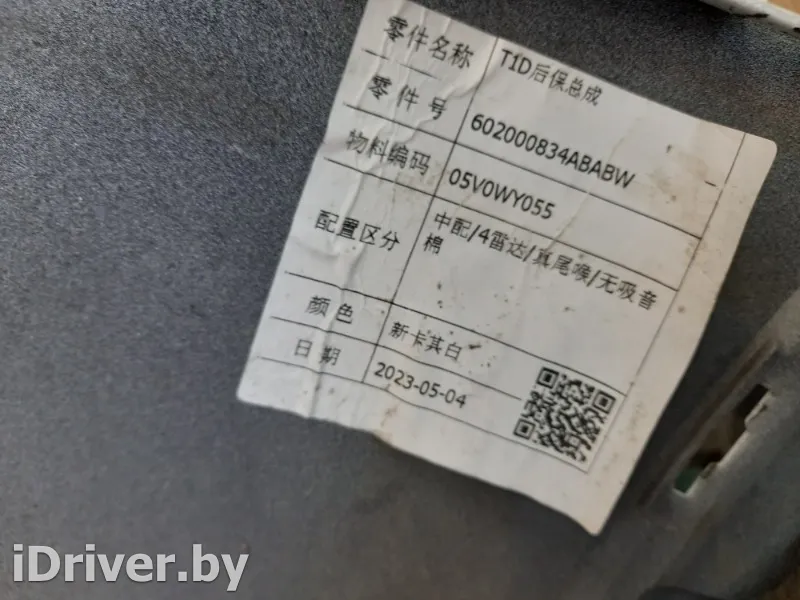 零件名称 T1D后保总成
零件号 602000834ABABW
物料编码 05V0WY055
配置区分 中配/4雷达/真尾喉/无吸音
棉
颜色 新卡其白
日期 2023-05-04
iDriver.by